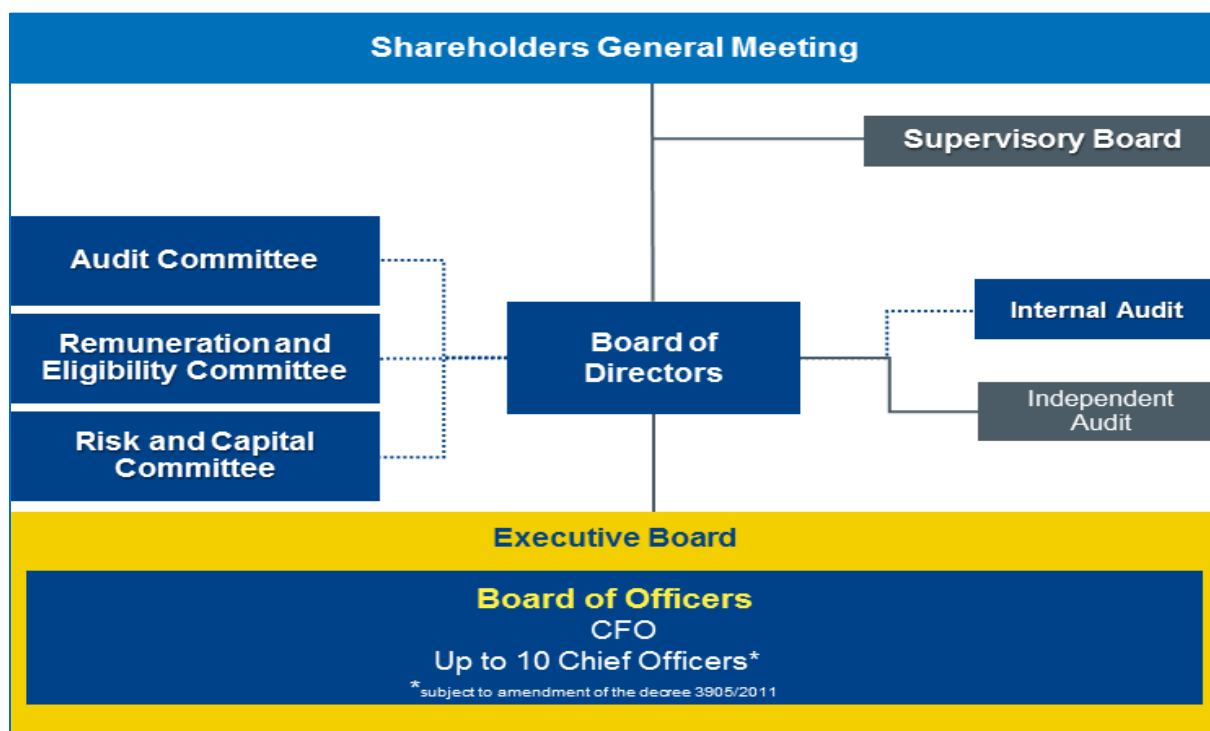 Shareholders General Meeting
Supervisory Board
Audit Committee
Remuneration and
Eligibility Committee
Risk and Capital
Committee
Board of
Directors
Internal Audit
Independent
Audit
Executive Board
Board of Officers
CFO
Up to 10 Chief Officers*
*subject to amendment of the decree 3905/2011